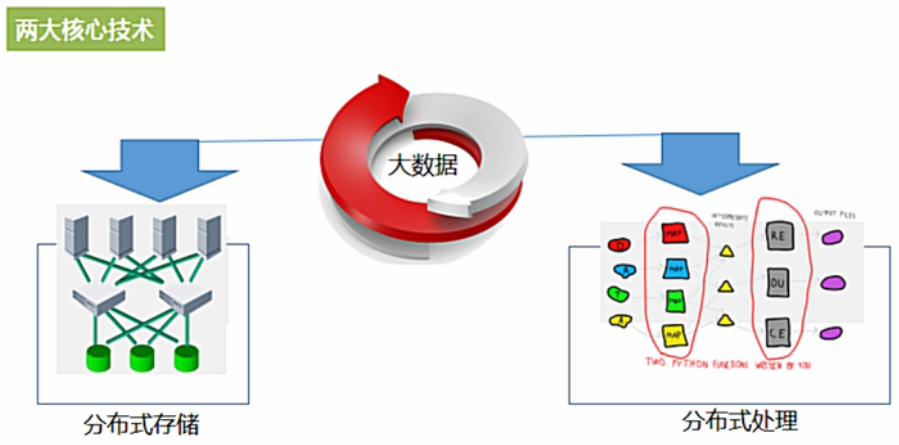 两大核心技术
大数据
INTERMEDIATE
RESULTS
OUTPUT FILES
D
MAP
RE
A
MAP
DU
T
MAP
A
MAP
CE
TWO PYTHON FUNCTIONS WRITTEN BY YOU
分布式存储
分布式处理